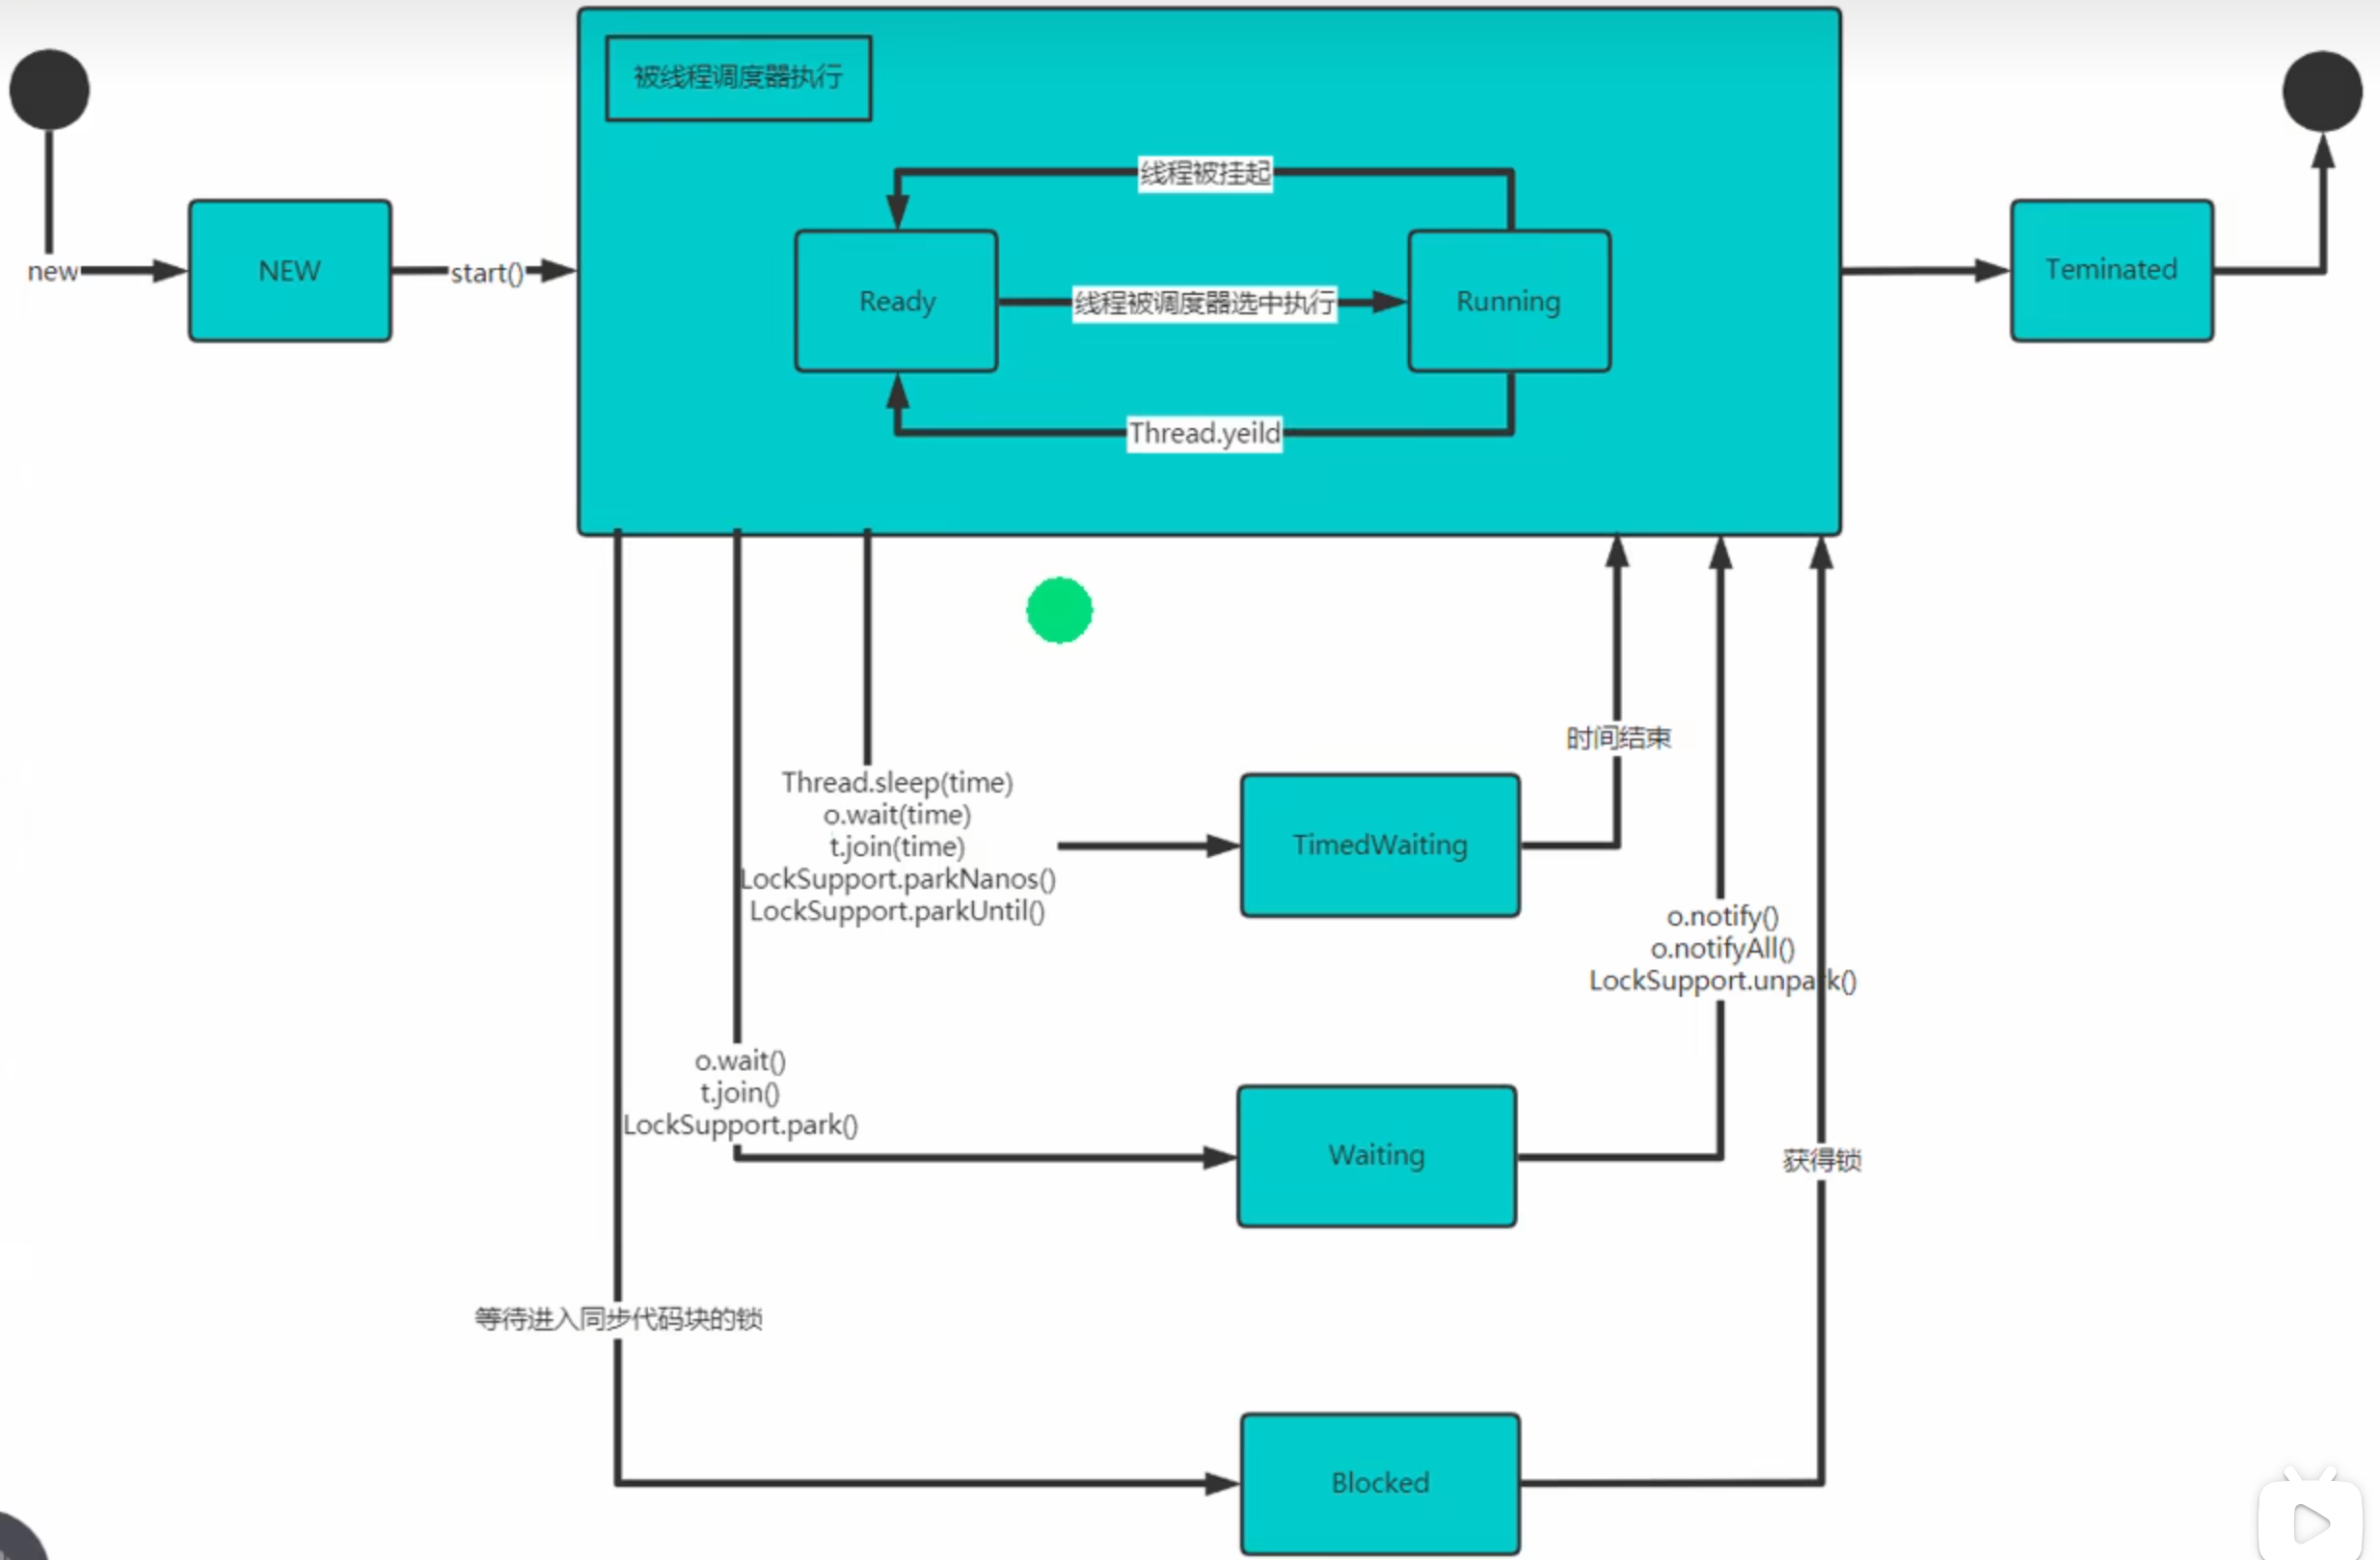 被线程调度器执行
线程被挂起
new
NEW
start()
Ready
线程被调度器选中执行
Running
Teminated
Thread.yeild
时间结束
Thread.sleep(time)
o.wait(time)
t.join(time)
LockSupport.parkNanos()
LockSupport.parkUntil()
TimedWaiting
o.notify()
o.notifyAll()
LockSupport.unpark()
o.wait()
t.join()
LockSupport.park()
Waiting
获得锁
等待进入同步代码块的锁
Blocked